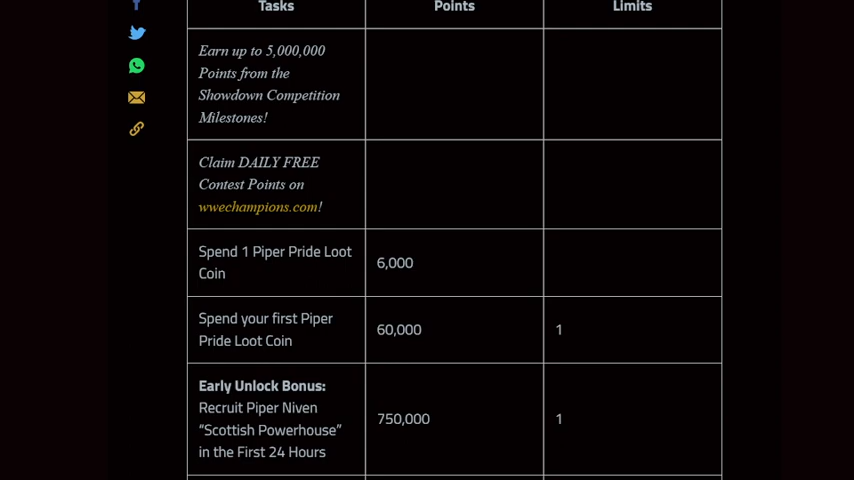 Tasks Points Limits
Earn up to 5,000,000
Points from the
Showdown Competition
Milestones!
Claim DAILY FREE
Contest Points on
wwechampions.com!
Spend 1 Piper Pride Loot
Coin
6,000
Spend your first Piper
Pride Loot Coin
60,000
1
Early Unlock Bonus:
Recruit Piper Niven
“Scottish Powerhouse”
in the First 24 Hours
750,000
1